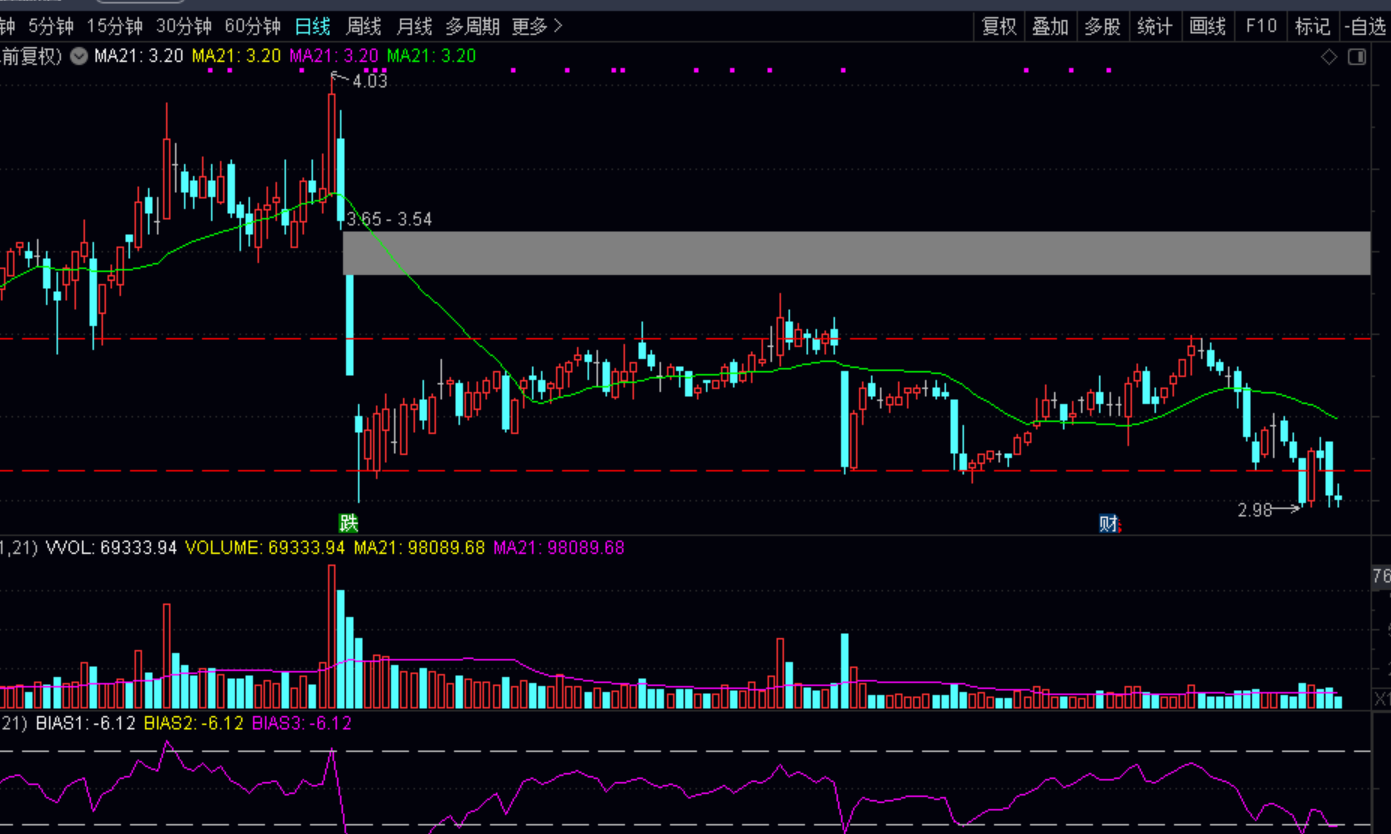 钟 5分钟 15分钟 30分钟 60分钟 日线 周线 月线 多周期 更多 复权 叠加 多股 统计 画线 F10 标记 -自选
前复权) MA21: 3.20 MA21: 3.20 MA21: 3.20 MA21: 3.20
4.03
3.65 - 3.54
2.98
跌 财
1,21) VVOL: 69333.94 VOLUME: 69333.94 MA21: 98089.68 MA21: 98089.68
76
X1
21) BIAS1: -6.12 BIAS2: -6.12 BIAS3: -6.12